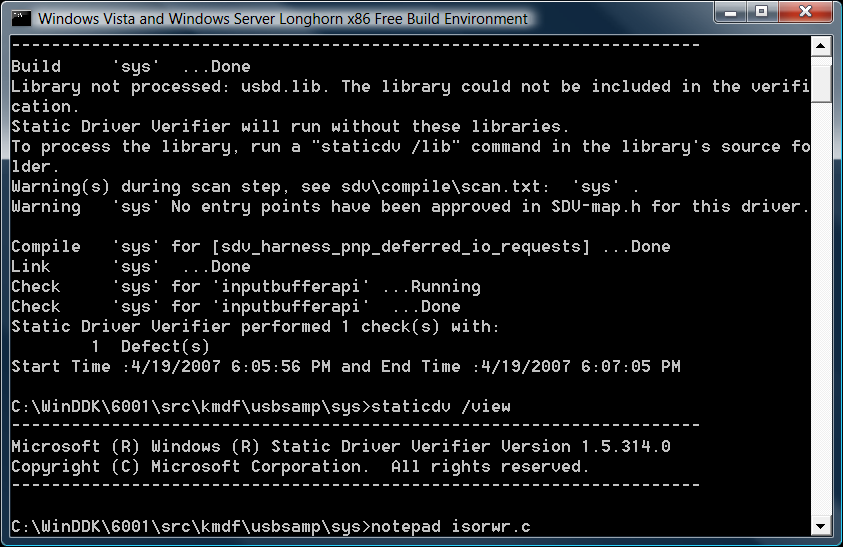 Windows Vista and Windows Server Longhorn x86 Free Build Environment
---------------------------------------------------------------------
Build     'sys'  ...Done
Library not processed: usbd.lib. The library could not be included in the verifi
cation.
Static Driver Verifier will run without these libraries.
To process the library, run a "staticdv /lib" command in the library's source fo
lder.
Warning(s) during scan step, see sdv\compile\scan.txt:  'sys' .
Warning   'sys' No entry points have been approved in SDV-map.h for this driver.
Compile   'sys' for [sdv_harness_pnp_deferred_io_requests] ...Done
Link      'sys'  ...Done
Check     'sys' for 'inputbufferapi' ...Running
Check     'sys' for 'inputbufferapi'  ...Done
Static Driver Verifier performed 1 check(s) with:
        1  Defect(s)
Start Time :4/19/2007 6:05:56 PM and End Time :4/19/2007 6:07:05 PM
C:\WinDDK\6001\src\kmdf\usbsamp\sys>staticdv /view
---------------------------------------------------------------------
Microsoft (R) Windows (R) Static Driver Verifier Version 1.5.314.0
Copyright (C) Microsoft Corporation.  All rights reserved.
---------------------------------------------------------------------
C:\WinDDK\6001\src\kmdf\usbsamp\sys>notepad isorwr.c